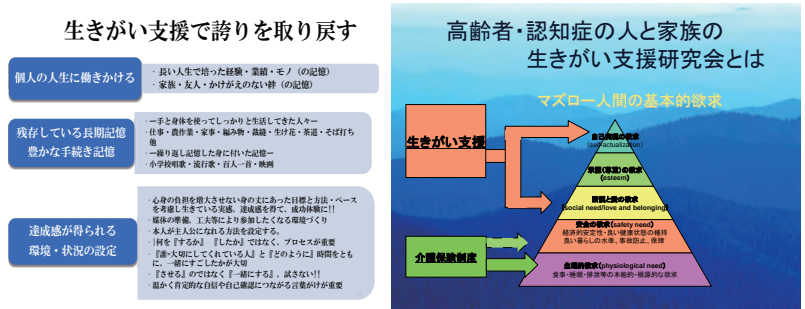 生きがい支援で誇りを取り戻す
個人の人生に働きかける
・長い人生で培った経験・業績・モノ（の記憶）
・家族・友人・かけがえのない絆（の記憶）
残存している長期記憶
豊かな手続き記憶
ー手と身体を使ってしっかりと生活してきた人々ー
・仕事・農作業・家事・編み物・裁縫・生け花・茶道・そば打ち
他
ー繰り返し記憶した身に付いた記憶ー
・小学校唱歌・流行歌・百人一首・映画
達成感が得られる
環境・状況の設定
・心身の負担を増大させない身の丈にあった目標と方法・ペース
を考慮し生きている実感、達成感を得て、成功体験に!!
・媒体の準備、工夫等により参加したくなる環境づくり
・本人が主人公になれる方法を設定する。
・何を『するか』『したか』ではなく、プロセスが重要
・『誰=大切にしてくれている人』と『どのように』時間をとも
に、一緒にすごしたかが大切
・『させる』のではなく『一緒にする』、試さない!!
・温かく肯定的な自信や自己確認につながる言葉がけが重要
高齢者・認知症の人と家族の
生きがい支援研究会とは
マズロー人間の基本的欲求
生きがい支援
自己実現の欲求
(self-actualization)
承認(尊重)の欲求
(esteem)
所属と愛の欲求
(social need/love and belonging)
安全の欲求(safety need)
経済的安定性・良い健康状態の維持
良い暮らしの水準、事故防止、保障
介護保険制度
生理的欲求(physiological need)
食事・睡眠・排泄等の本能的・根源的な欲求